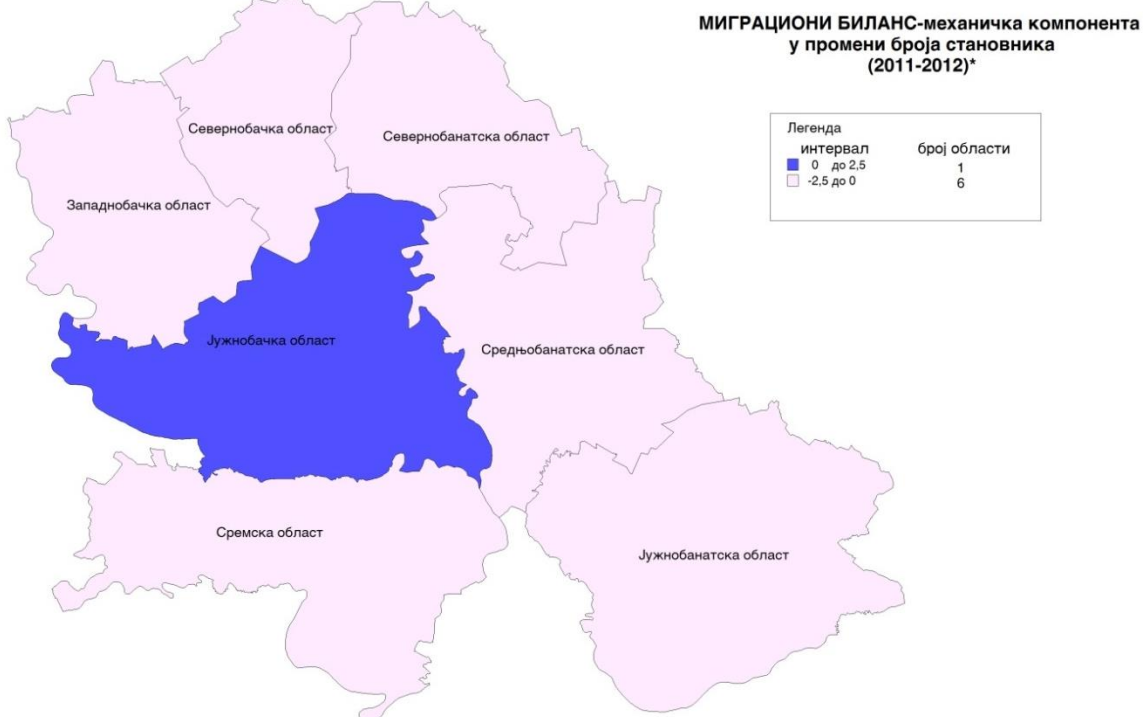 МИГРАЦИОНИ БИЛАНС-механичка компонента
у промени броја становника
(2011-2012)*
Легенда
интервал број области
0 до 2,5 1
-2,5 до 0 6
Севернобачка област
Севернобанатска област
Западнобачка област
Јужнобачка област
Средњобанатска област
Сремска област
Јужнобанатска област